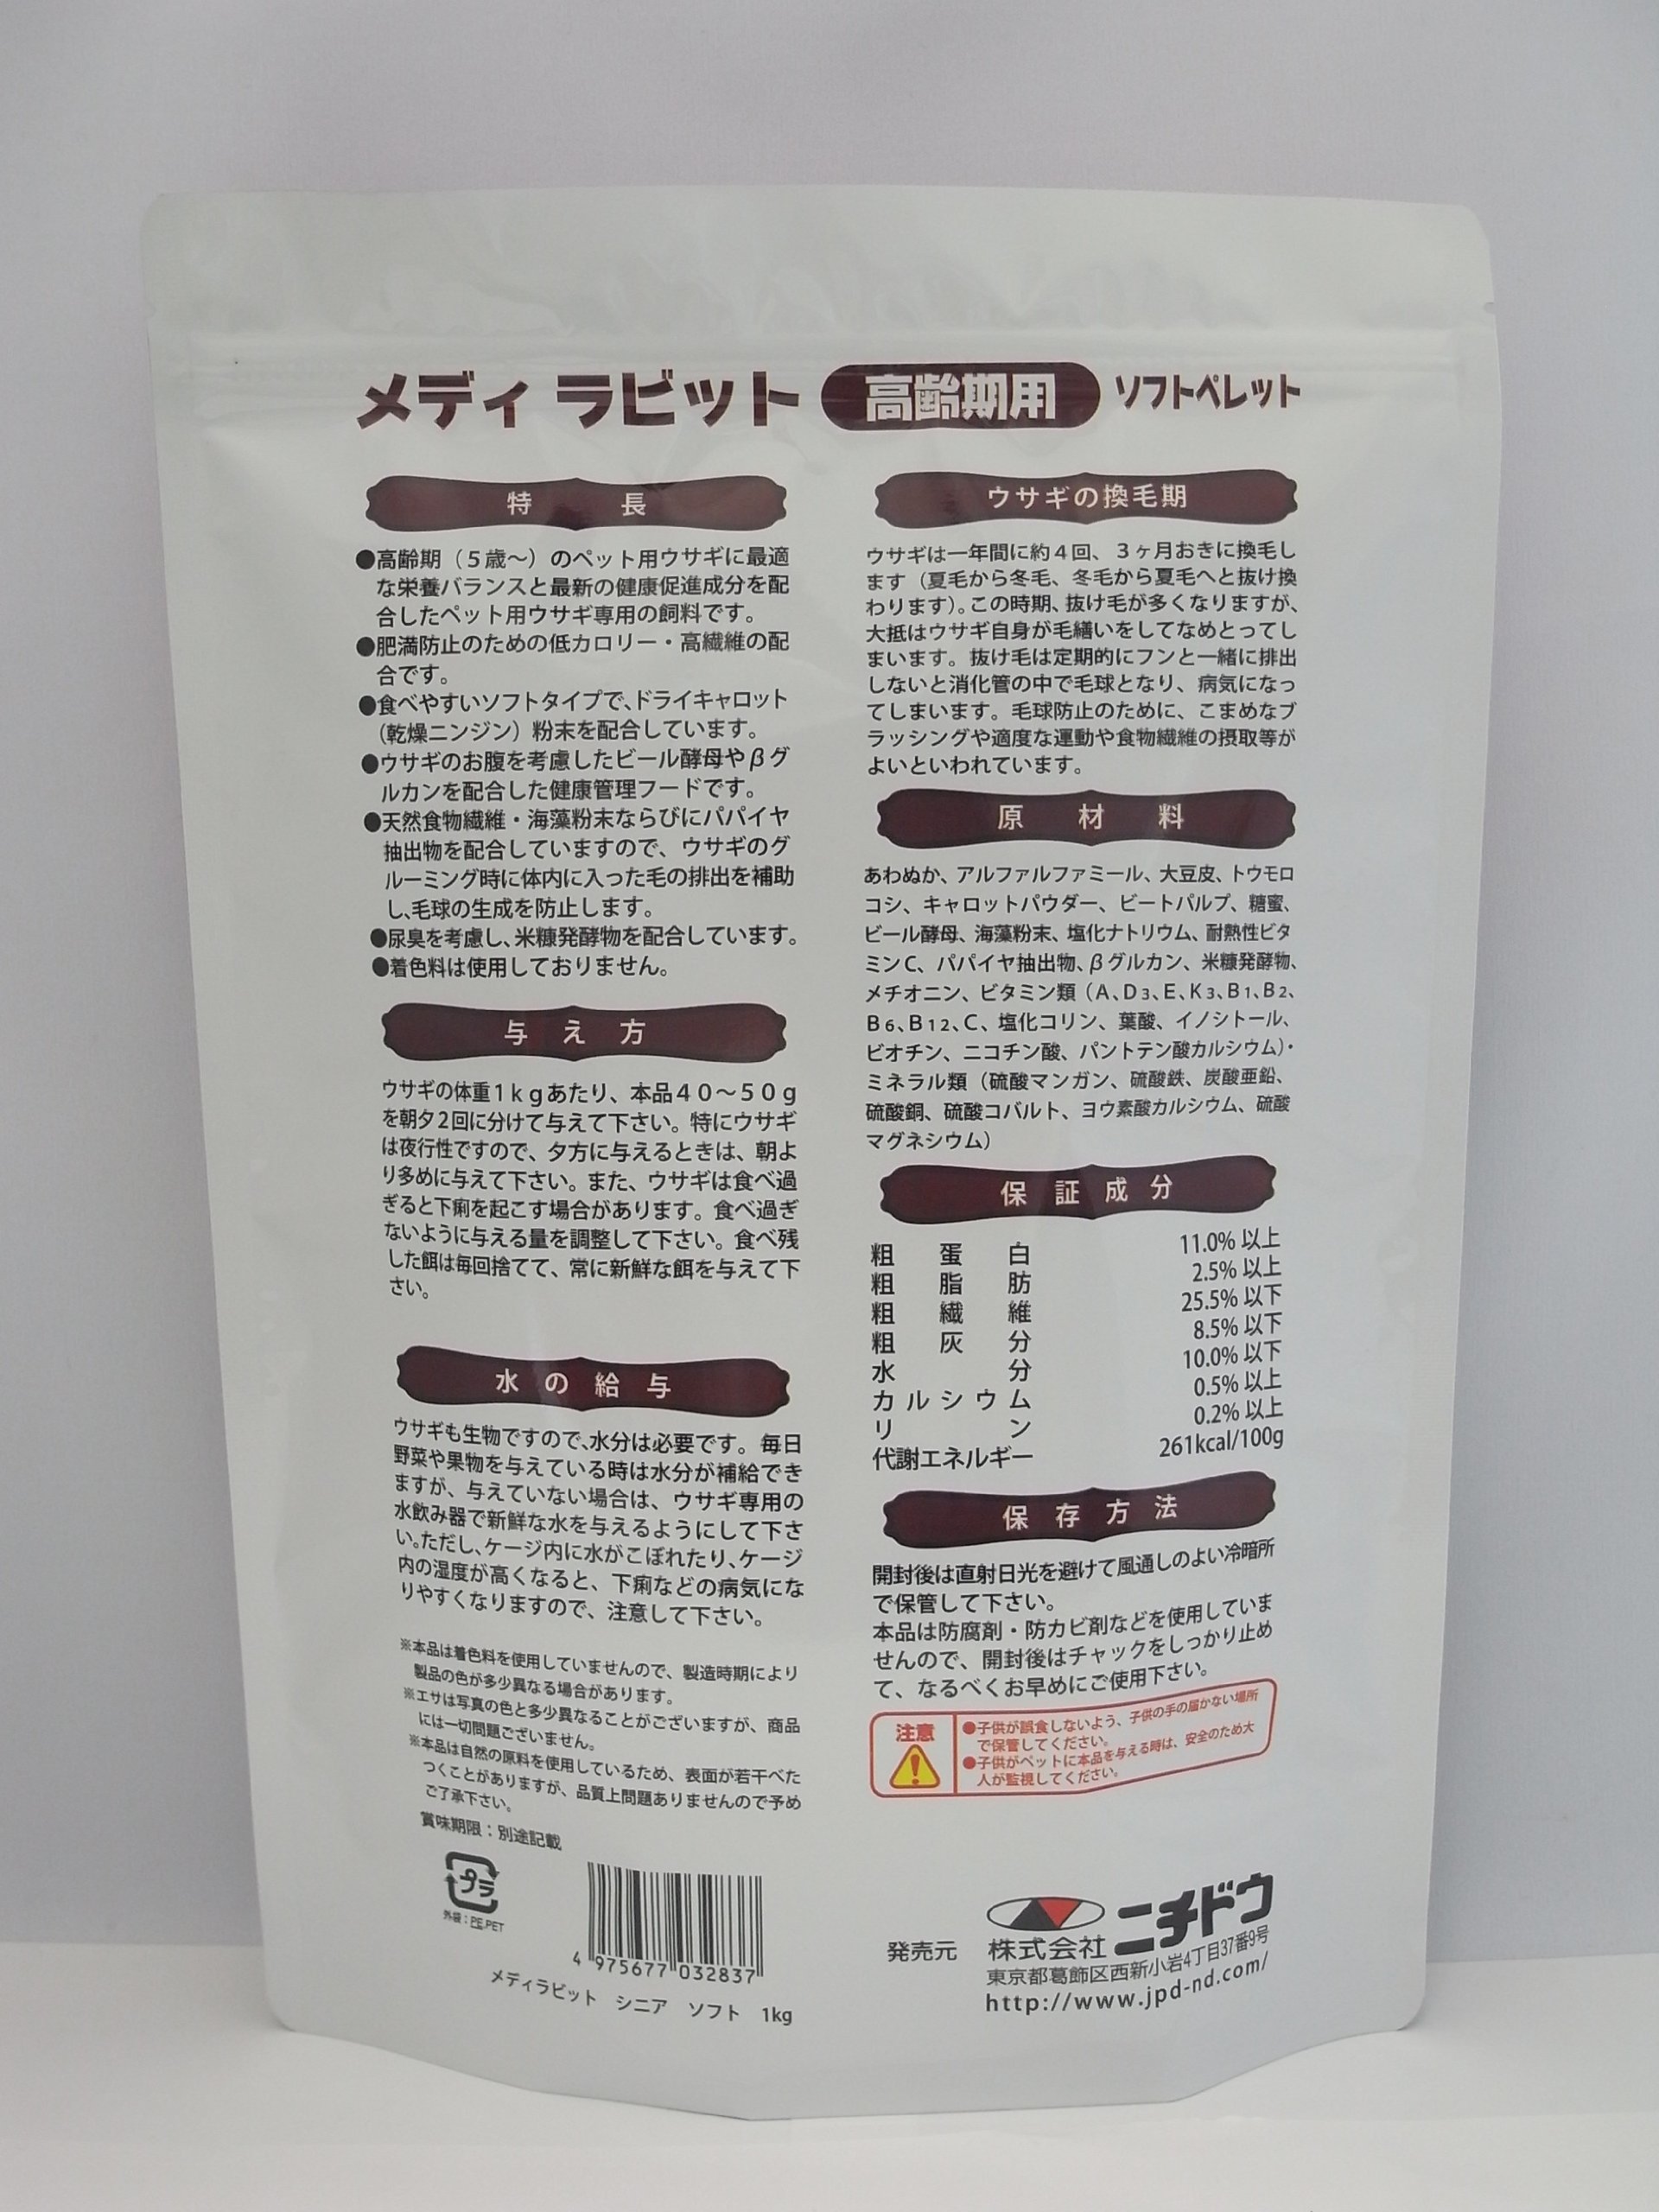 メディ ラビット 高齢期用 ソフトペレット
特 長
●高齢期（５歳～）のペット用ウサギに最適
な栄養バランスと最新の健康促進成分を配
合したペット用ウサギ専用の飼料です。
●肥満防止のための低カロリー・高繊維の配
合です。
●食べやすいソフトタイプで、ドライキャロット
（乾燥ニンジン）粉末を配合しています。
●ウサギのお腹を考慮したビール酵母やβグ
ルカンを配合した健康管理フードです。
●天然食物繊維・海藻粉末ならびにパパイヤ
抽出物を配合していますので、ウサギのグ
ルーミング時に体内に入った毛の排出を補助
し、毛球の生成を防止します。
●尿臭を考慮し、米糠発酵物を配合しています。
●着色料は使用しておりません。
与 え 方
ウサギの体重1kgあたり、本品４０～５０g
を朝夕2回に分けて与えて下さい。特にウサギ
は夜行性ですので、夕方に与えるときは、朝よ
り多めに与えて下さい。また、ウサギは食べ過
ぎると下痢を起こす場合があります。食べ過ぎ
ないように与える量を調整して下さい。食べ残
した餌は毎回捨てて、常に新鮮な餌を与えて下
さい。
水 の 給 与
ウサギも生物ですので、水分は必要です。毎日
野菜や果物を与えている時は水分が補給でき
ますが、与えていない場合は、ウサギ専用の
水飲み器で新鮮な水を与えるようにして下さ
い。ただし、ケージ内に水がこぼれたり、ケージ
内の湿度が高くなると、下痢などの病気にな
りやすくなりますので、注意して下さい。
※本品は着色料を使用していませんので、製造時期により
製品の色が多少異なる場合があります。
※エサは写真の色と多少異なることがございますが、商品
には一切問題ございません。
※本品は自然の原料を使用しているため、表面が若干べた
つくことがありますが、品質上問題ありませんので予め
ご了承下さい。
賞味期限：別途記載
プラ
外袋：PE,PET
4 975677 032837
メディラビット シニア ソフト 1kg
ウサギの換毛期
ウサギは一年間に約４回、３ヶ月おきに換毛し
ます（夏毛から冬毛、冬毛から夏毛へと抜け換
わります）。この時期、抜け毛が多くなりますが、
大抵はウサギ自身が毛繕いをしてなめとってし
まいます。抜け毛は定期的にフンと一緒に排出
しないと消化管の中で毛球となり、病気になっ
てしまいます。毛球防止のために、こまめなブ
ラッシングや適度な運動や食物繊維の摂取等が
よいといわれています。
原 材 料
あわぬか、アルファルファミール、大豆皮、トウモロ
コシ、キャロットパウダー、ビートパルプ、糖蜜、
ビール酵母、海藻粉末、塩化ナトリウム、耐熱性ビタ
ミンC、パパイヤ抽出物、βグルカン、米糠発酵物、
メチオニン、ビタミン類（A、D₃、E、K₃、B₁、B₂、
B₆、B₁₂、C、塩化コリン、葉酸、イノシトール、
ビオチン、ニコチン酸、パントテン酸カルシウム）・
ミネラル類（硫酸マンガン、硫酸鉄、炭酸亜鉛、
硫酸銅、硫酸コバルト、ヨウ素酸カルシウム、硫酸
マグネシウム）
保 証 成 分
粗 蛋 白 11.0% 以上
粗 脂 肪 2.5% 以上
粗 繊 維 25.5% 以下
粗 灰 分 8.5% 以下
水 分 10.0% 以下
カ ル シ ウ ム 0.5% 以上
リ ン 0.2% 以上
代謝エネルギー 261kcal/100g
保 存 方 法
開封後は直射日光を避けて風通しのよい冷暗所
で保管して下さい。
本品は防腐剤・防カビ剤などを使用していま
せんので、開封後はチャックをしっかり止め
て、なるべくお早めにご使用下さい。
注意
●子供が誤食しないよう、子供の手の届かない場所
で保管してください。
●子供がペットに本品を与える時は、安全のため大
人が監視してください。
発売元 株式会社 ニチドウ
東京都葛飾区西新小岩4丁目37番9号
http://www.jpd-nd.com/